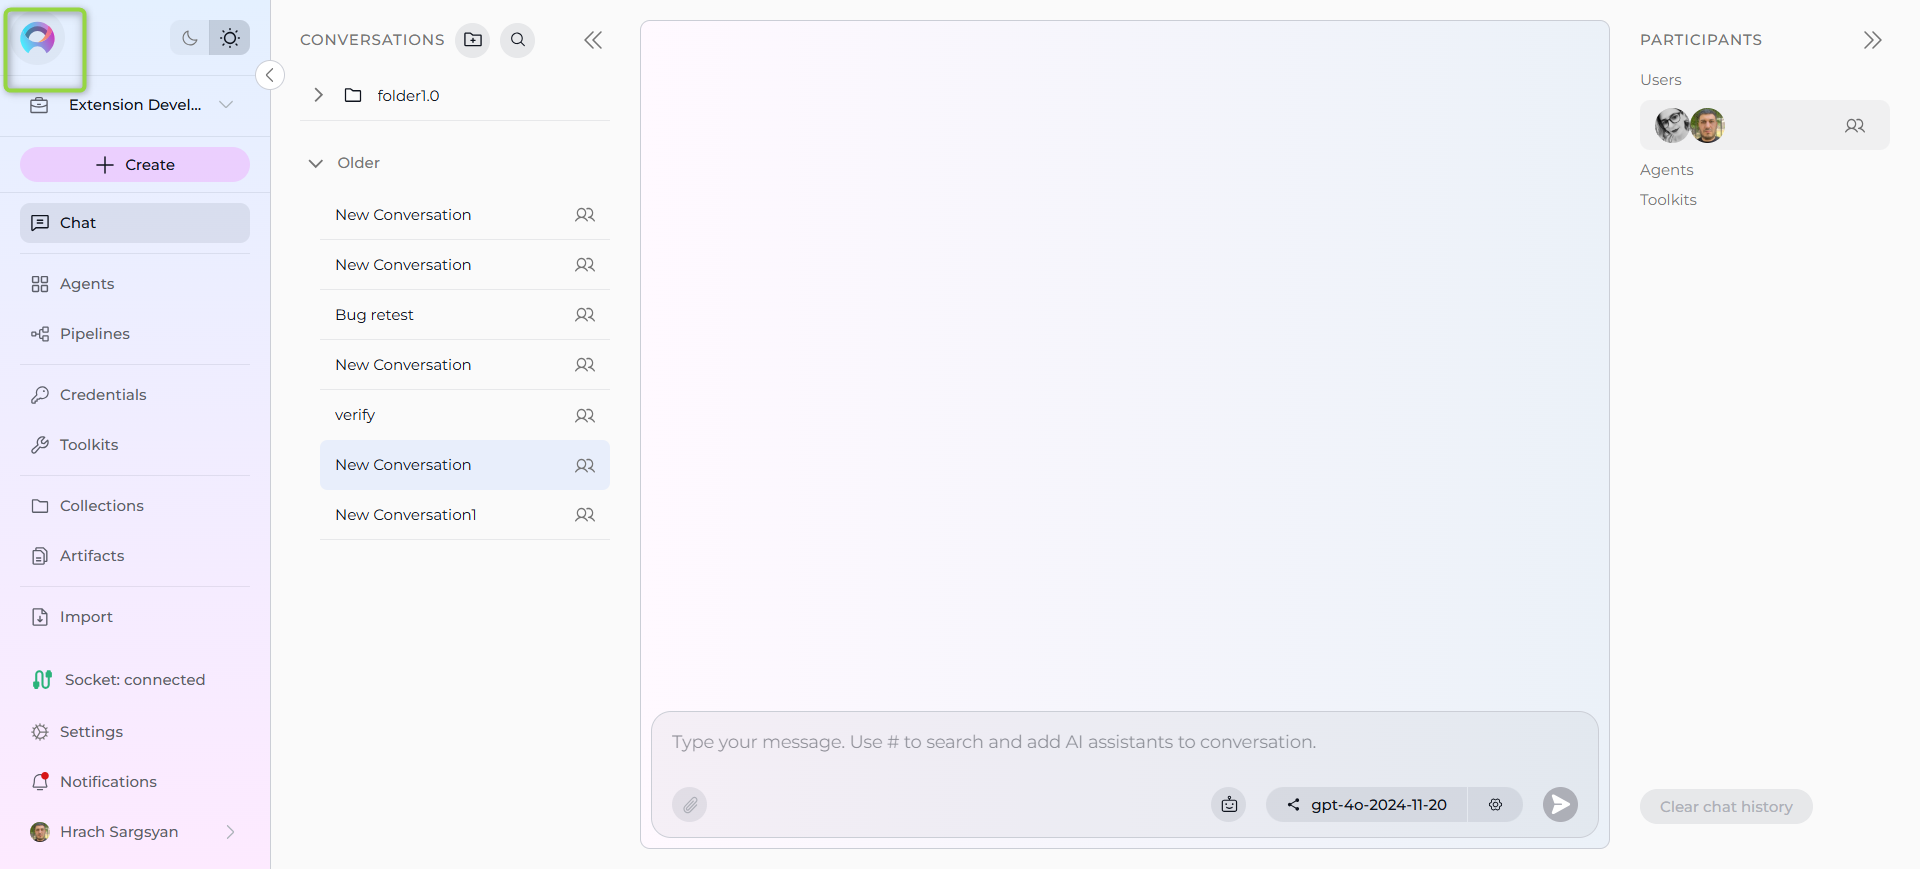 Extension Devel...
Create
Chat
Agents
Pipelines
Credentials
Toolkits
Collections
Artifacts
Import
Socket: connected
Settings
Notifications
Hrach Sargsyan
CONVERSATIONS
folder1.0
Older
New Conversation
New Conversation
Bug retest
New Conversation
verify
New Conversation
New Conversation1
Type your message. Use # to search and add AI assistants to conversation.
gpt-4o-2024-11-20
PARTICIPANTS
Users
Agents
Toolkits
Clear chat history